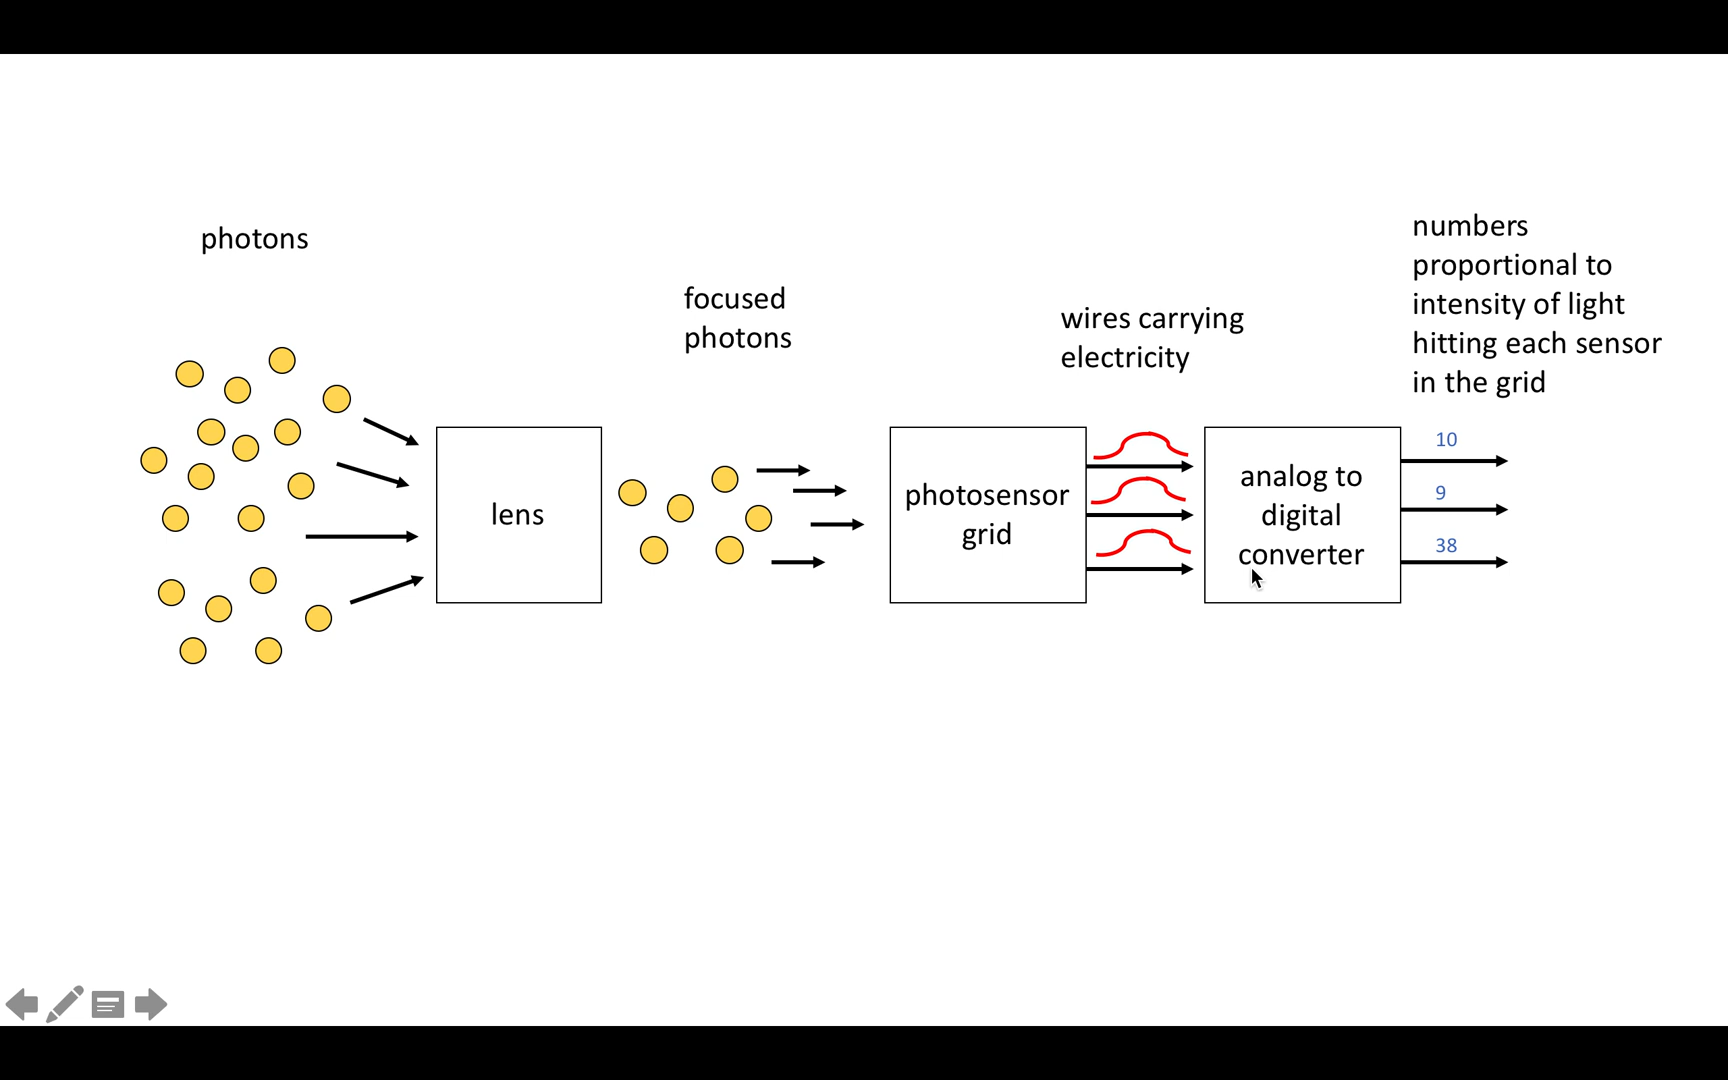 photons
focused
photons
wires carrying
electricity
numbers
proportional to
intensity of light
hitting each sensor
in the grid
lens
photosensor
grid
analog to
digital
converter
10
9
38